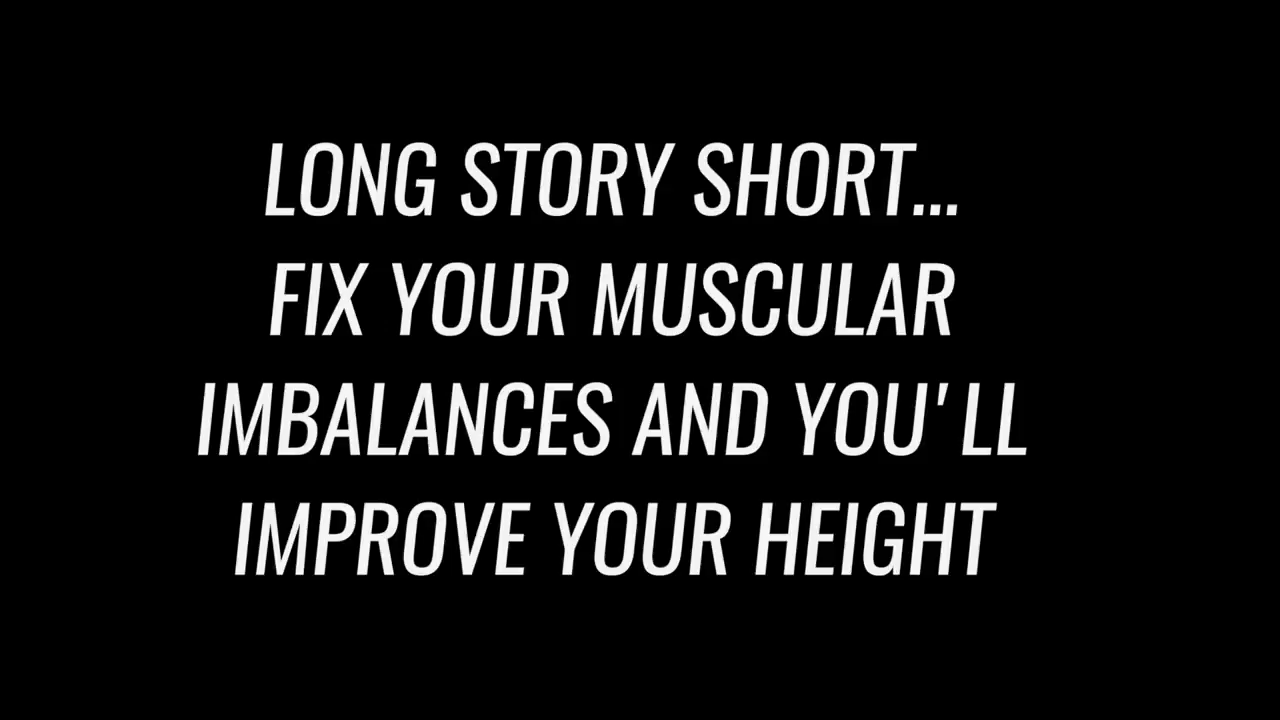 LONG STORY SHORT...
FIX YOUR MUSCULAR
IMBALANCES AND YOU'LL
IMPROVE YOUR HEIGHT